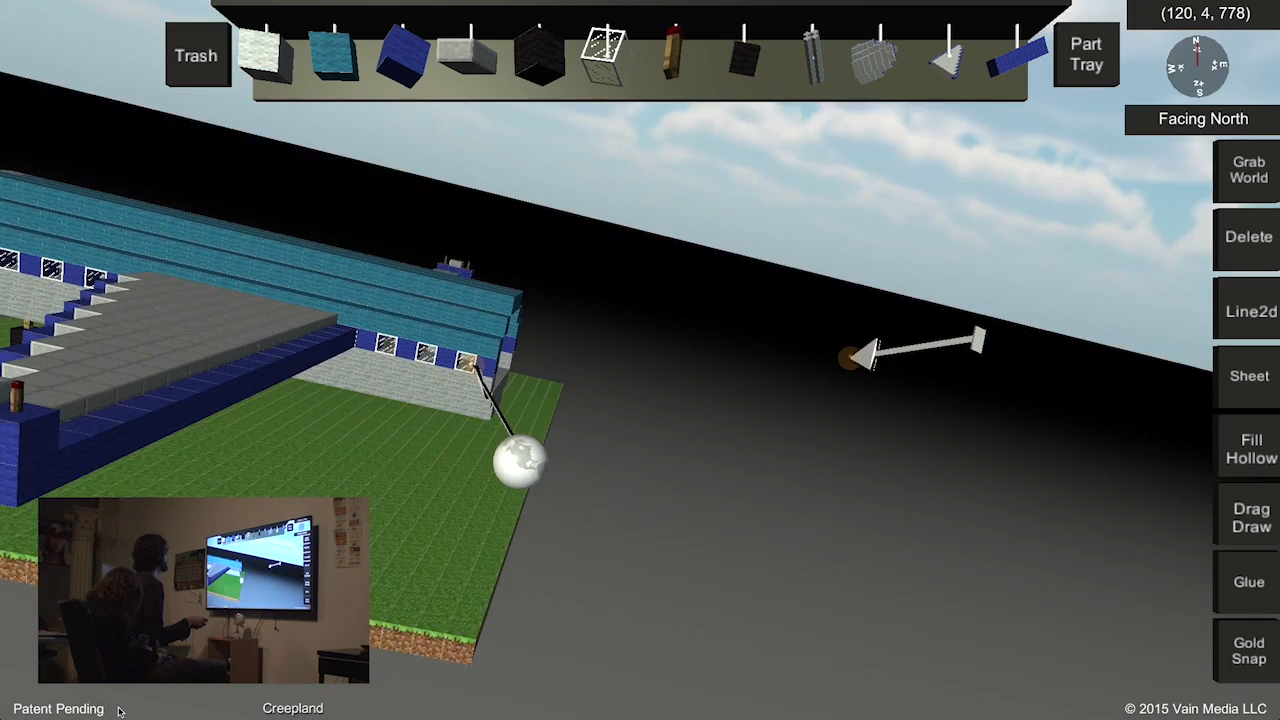 Trash
Part
Tray
(120, 4, 778)
N
W
X-
X+
E
Z+
S
Facing North
Grab
World
Delete
Line2d
Sheet
Fill
Hollow
Drag
Draw
Glue
Gold
Snap
Patent Pending
Creepland
© 2015 Vain Media LLC